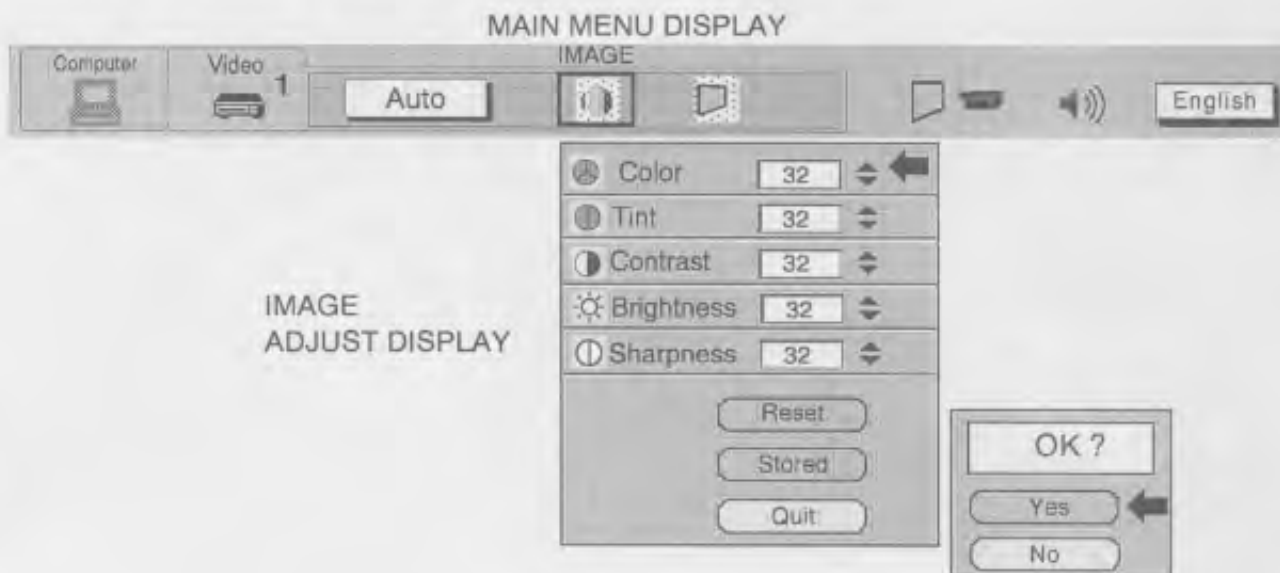 MAIN MENU DISPLAY
IMAGE
Computer
Video 1
Auto
English
Color 32
Tint 32
Contrast 32
Brightness 32
Sharpness 32
IMAGE
ADJUST DISPLAY
Reset
Stored
Quit
OK ?
Yes
No